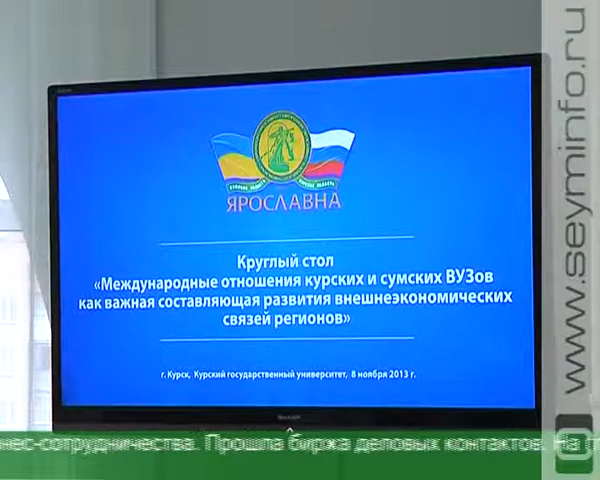 ЯРОСЛАВНА
Круглый стол
«Международные отношения курских и сумских ВУЗов
как важная составляющая развития внешнеэкономических
связей регионов»
г. Курск, Курский государственный университет, 8 ноября 2013 г.
SHARP
нес-сотрудничества. Прошла биржа деловых контактов. На ст
www.seyminfo.ru